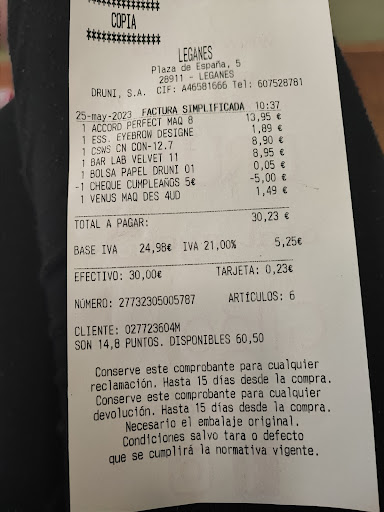 COPIA
LEGANES
Plaza de España, 5
28911 - LEGANES
DRUNI, S.A. CIF: A46581666 Tel: 607528781
25-may-2023 FACTURA SIMPLIFICADA 10:37
1 ACCORD PERFECT MAQ 8 13,95 €
1 ESS. EYEBROW DESIGNE 1,89 €
1 CSWS CN CON-12.7 8,90 €
1 BAR LAB VELVET 11 8,95 €
1 BOLSA PAPEL DRUNI 01 0,05 €
-1 CHEQUE CUMPLEAÑOS 5€ -5,00 €
1 VENUS MAQ DES 4UD 1,49 €
TOTAL A PAGAR: 30,23 €
BASE IVA 24,98€ IVA 21,00% 5,25€
EFECTIVO: 30,00€ TARJETA: 0,23€
NÚMERO: 27732305005787 ARTÍCULOS: 6
CLIENTE: 027723604M
SON 14,8 PUNTOS. DISPONIBLES 60,50
Conserve este comprobante para cualquier
reclamación. Hasta 15 días desde la compra.
Conserve este comprobante para cualquier
devolución. Hasta 15 días desde la compra.
Necesario el embalaje original.
Condiciones salvo tara o defecto
que se cumplirá la normativa vigente.